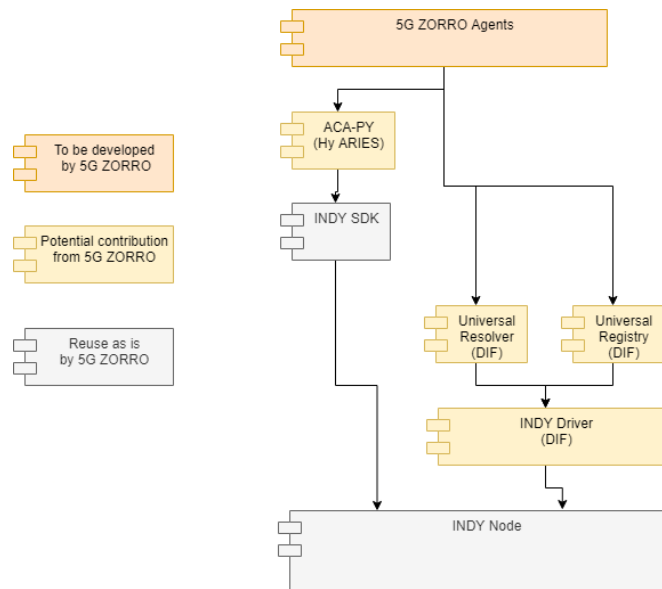 5G ZORRO Agents
ACA-PY
(Hy ARIES)
To be developed
by 5G ZORRO
INDY SDK
Potential contribution
from 5G ZORRO
Universal
Resolver
(DIF)
Universal
Registry
(DIF)
Reuse as is
by 5G ZORRO
INDY Driver
(DIF)
INDY Node